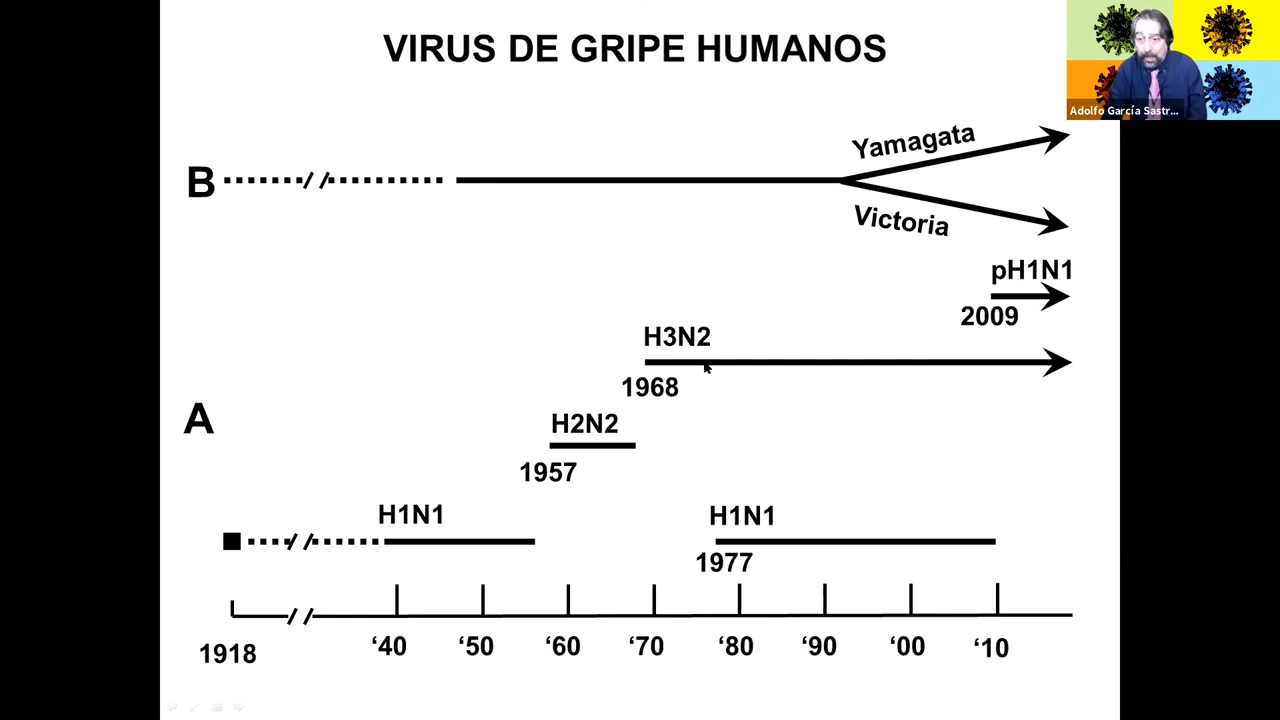 VIRUS DE GRIPE HUMANOS
Adolfo García Sastr...
Yamagata
B
Victoria
pH1N1
2009
H3N2
1968
A
H2N2
1957
H1N1
H1N1
1977
1918
‘40
‘50
‘60
‘70
‘80
‘90
‘00
‘10